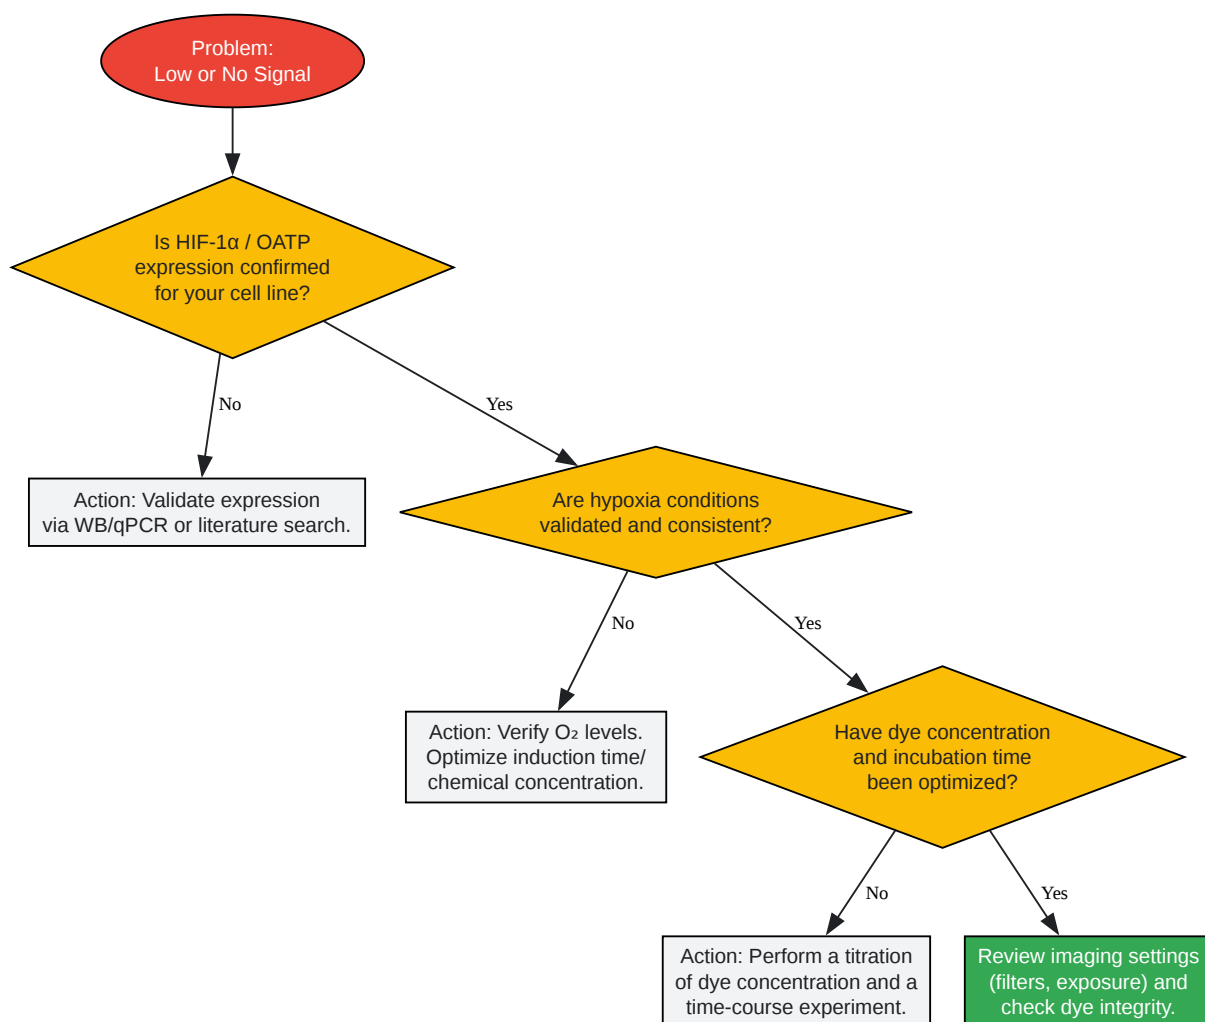 Problem:
Low or No Signal
Is HIF-1α / OATP
expression confirmed
for your cell line?
No
Yes
Action: Validate expression
via WB/qPCR or literature search.
Are hypoxia conditions
validated and consistent?
No
Yes
Action: Verify O₂ levels.
Optimize induction time/
chemical concentration.
Have dye concentration
and incubation time
been optimized?
No
Yes
Action: Perform a titration
of dye concentration and a
time-course experiment.
Review imaging settings
(filters, exposure) and
check dye integrity.